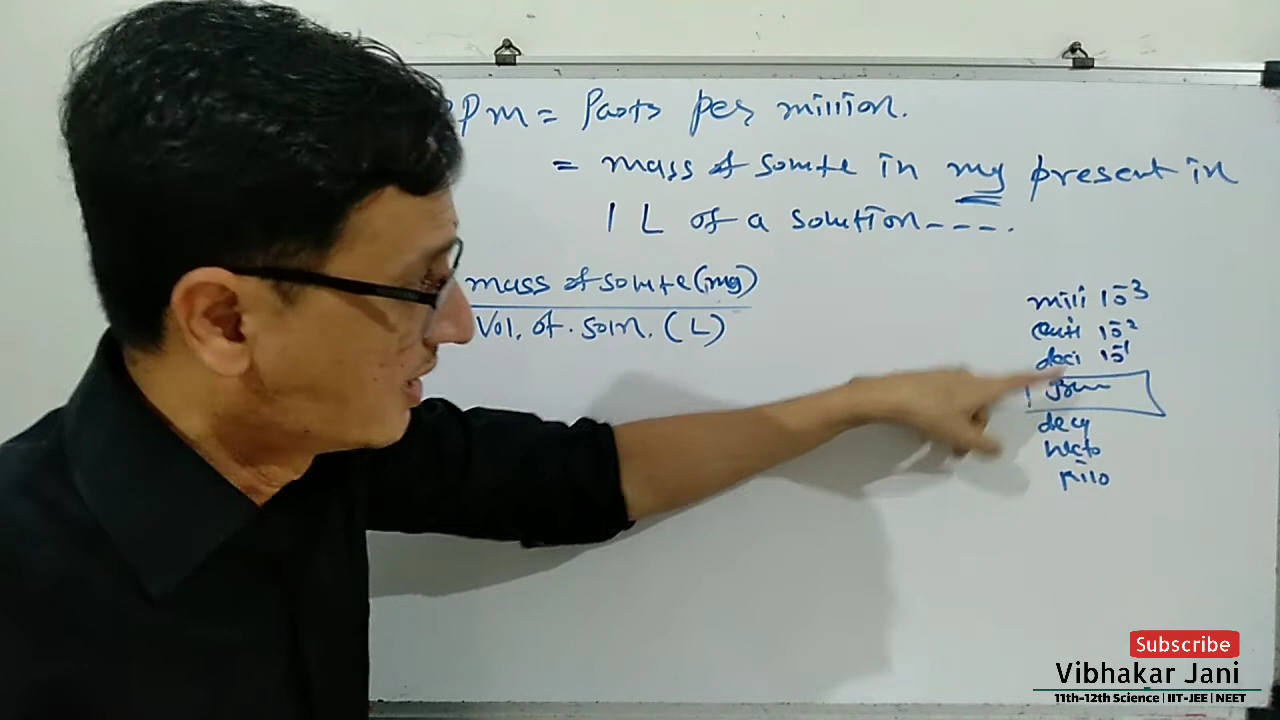 PPM = Parts per million.
= mass of solute in mg present in
1 L of a solution----.
mass of solute (mg)
Vol. of. soln. (L)
milli 10⁻³
centi 10⁻²
deci 10⁻¹
1 gram
deca
hecto
kilo
Subscribe
Vibhakar Jani
11th-12th Science | IIT-JEE | NEET